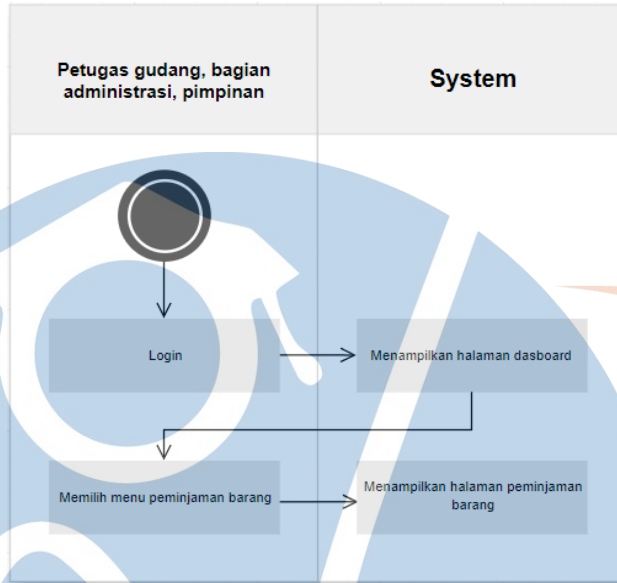 Petugas gudang, bagian
administrasi, pimpinan
System
Login
Menampilkan halaman dasboard
Memilih menu peminjaman barang
Menampilkan halaman peminjaman
barang